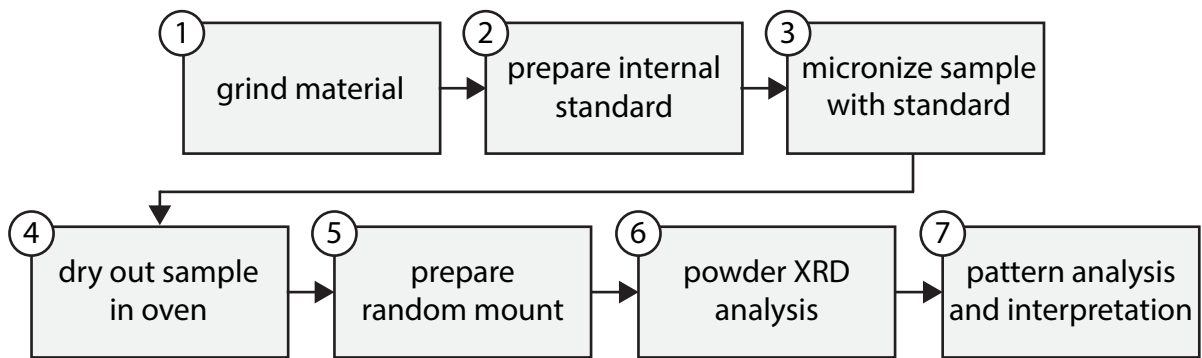 1
grind material
2
prepare internal
standard
3
micronize sample
with standard
4
dry out sample
in oven
5
prepare
random mount
6
powder XRD
analysis
7
pattern analysis
and interpretation